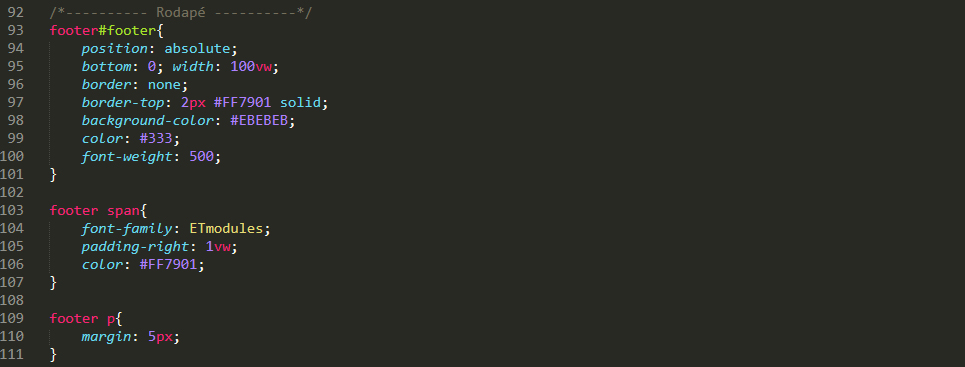 92 /*---------- Rodapé ----------*/
93 footer#footer{
94     position: absolute;
95     bottom: 0; width: 100vw;
96     border: none;
97     border-top: 2px #FF7901 solid;
98     background-color: #EBEBEB;
99     color: #333;
100     font-weight: 500;
101 }
102
103 footer span{
104     font-family: ETmodules;
105     padding-right: 1vw;
106     color: #FF7901;
107 }
108
109 footer p{
110     margin: 5px;
111 }